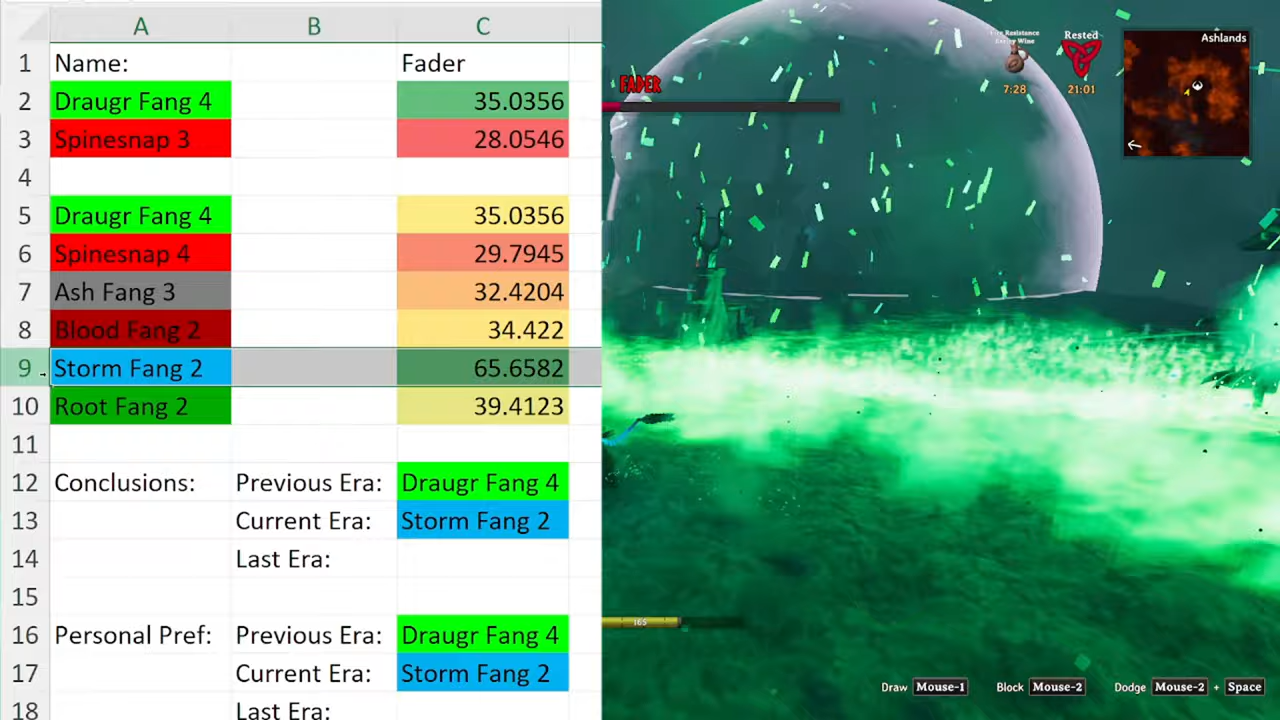 A B C
1 Name: Fader
2 Draugr Fang 4 35.0356
3 Spinesnap 3 28.0546
4
5 Draugr Fang 4 35.0356
6 Spinesnap 4 29.7945
7 Ash Fang 3 32.4204
8 Blood Fang 2 34.422
9 Storm Fang 2 65.6582
10 Root Fang 2 39.4123
11
12 Conclusions: Previous Era: Draugr Fang 4
13 Current Era: Storm Fang 2
14 Last Era:
15
16 Personal Pref: Previous Era: Draugr Fang 4
17 Current Era: Storm Fang 2
18 Last Era:
FADER
Resistance
Wine
7:28
Rested
21:01
Ashlands
165
Draw Mouse-1 Block Mouse-2 Dodge Mouse-2 + Space